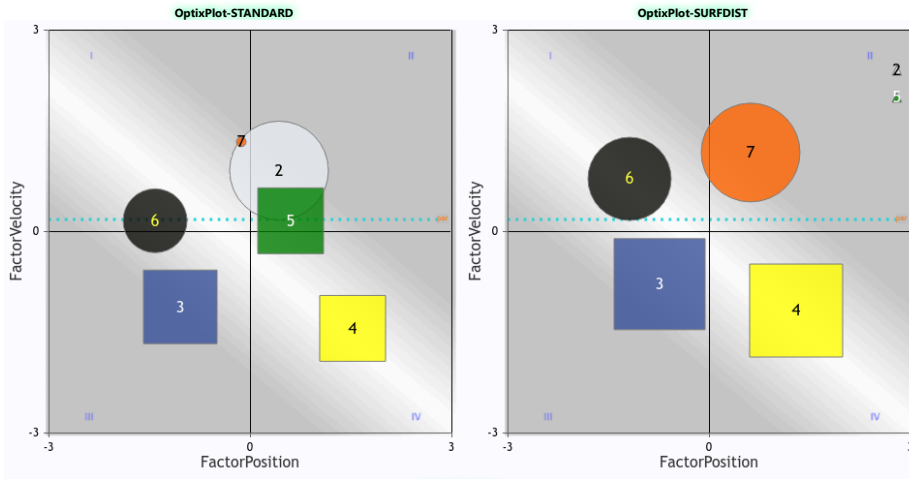 OptixPlot-STANDARD
3
I
II
7
2
6
5
par
0
3
4
III
IV
-3
-3
0
3
FactorVelocity
FactorPosition
OptixPlot-SURFDIST
3
I
II
2
5
7
6
par
0
3
4
III
IV
-3
-3
0
3
FactorVelocity
FactorPosition